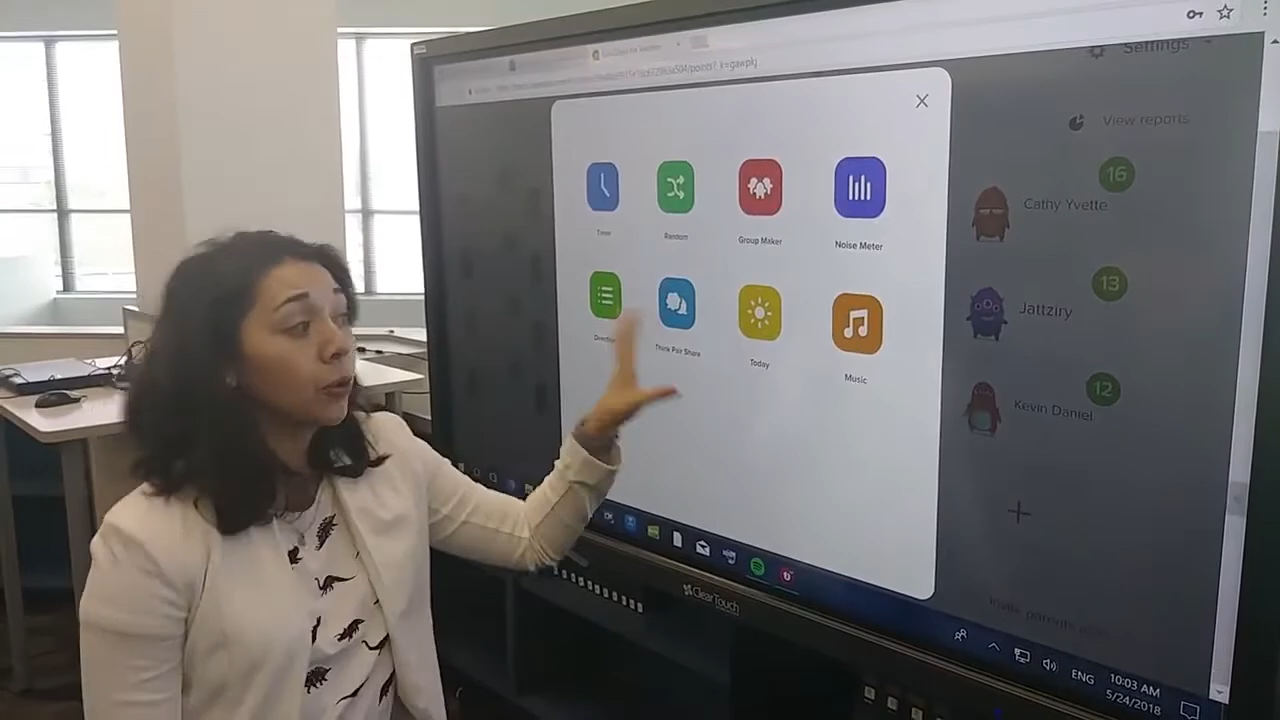 Settings
View reports
16
Cathy Yvette
13
Jattziry
12
Kevin Daniel
Timer
Random
Group Maker
Noise Meter
Think Pair Share
Today
Music
ClearTouch
ENG
10:03 AM
5/24/2018